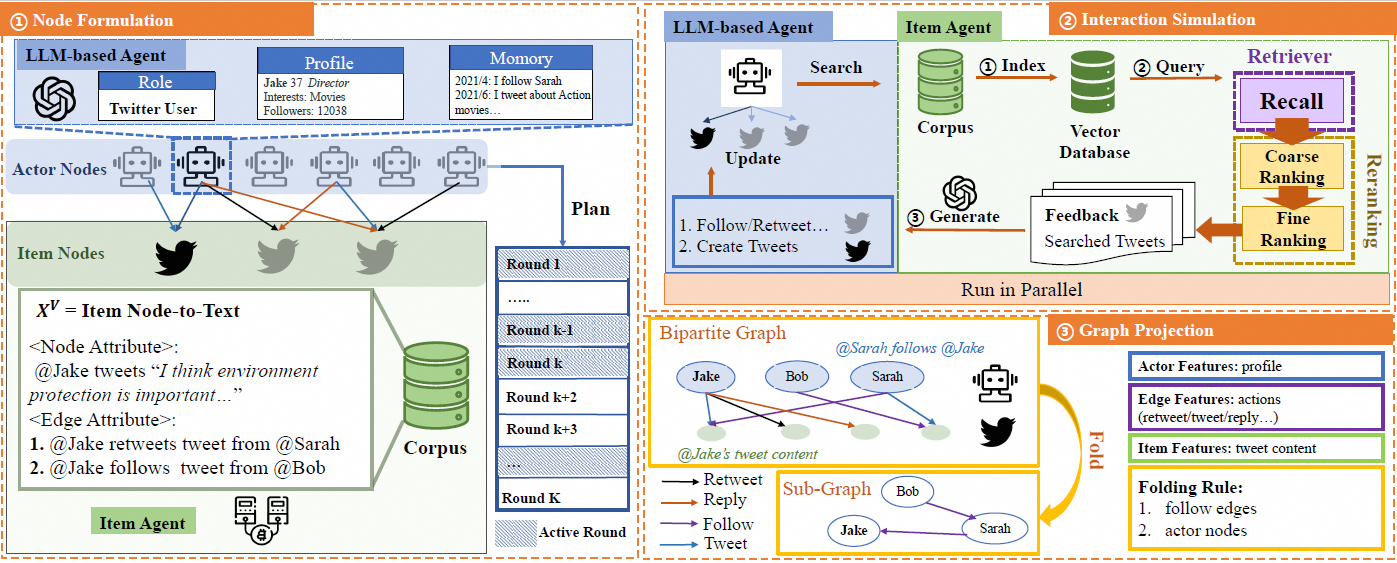 ① Node Formulation
LLM-based Agent
Role
Twitter User
Profile
Jake 37 Director
Interests: Movies
Followers: 12038
Momory
2021/4: I follow Sarah
2021/6: I tweet about Action
movies…
Actor Nodes
Plan
Item Nodes
X^V = Item Node-to-Text
<Node Attribute>:
@Jake tweets “I think environment
protection is important…”
<Edge Attribute>:
1. @Jake retweets tweet from @Sarah
2. @Jake follows tweet from @Bob
Corpus
Item Agent
Round 1
…..
Round k-1
Round k
Round k+2
Round k+3
…
Round K
Active Round
② Interaction Simulation
LLM-based Agent
Search
Update
1. Follow/Retweet…
2. Create Tweets
Item Agent
Corpus
① Index
Vector
Database
② Query
Retriever
Recall
Coarse
Ranking
Fine
Ranking
Reranking
Feedback
Searched Tweets
③ Generate
Run in Parallel
③ Graph Projection
Bipartite Graph
@Sarah follows @Jake
Jake
Bob
Sarah
@Jake's tweet content
Fold
Retweet
Reply
Follow
Tweet
Sub-Graph
Bob
Jake
Sarah
Actor Features: profile
Edge Features: actions
(retweet/tweet/reply…)
Item Features: tweet content
Folding Rule:
1. follow edges
2. actor nodes